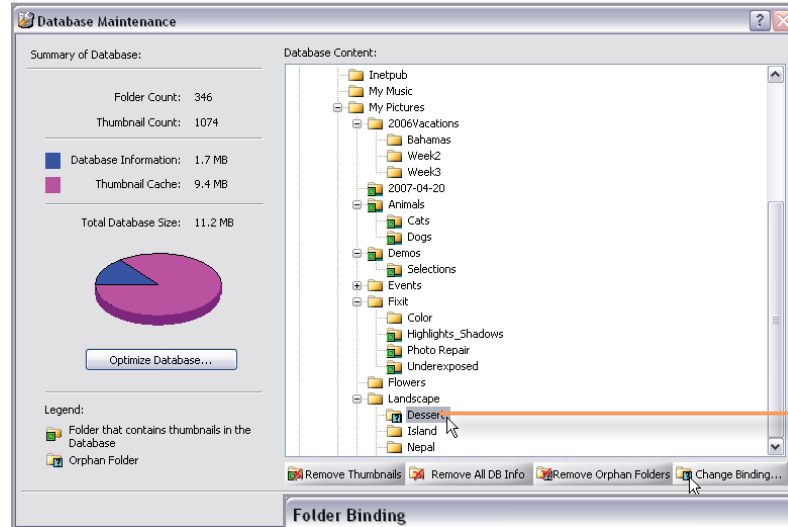 Database Maintenance
Summary of Database:
Folder Count: 346
Thumbnail Count: 1074
Database Information: 1.7 MB
Thumbnail Cache: 9.4 MB
Total Database Size: 11.2 MB
Optimize Database...
Legend:
Folder that contains thumbnails in the
Database
Orphan Folder
Database Content:
Inetpub
My Music
My Pictures
2006Vacations
Bahamas
Week2
Week3
2007-04-20
Animals
Cats
Dogs
Demos
Selections
Events
Fixit
Color
Highlights_Shadows
Photo Repair
Underexposed
Flowers
Landscape
Dessert
Island
Nepal
Remove Thumbnails Remove All DB Info Remove Orphan Folders Change Binding...
Folder Binding